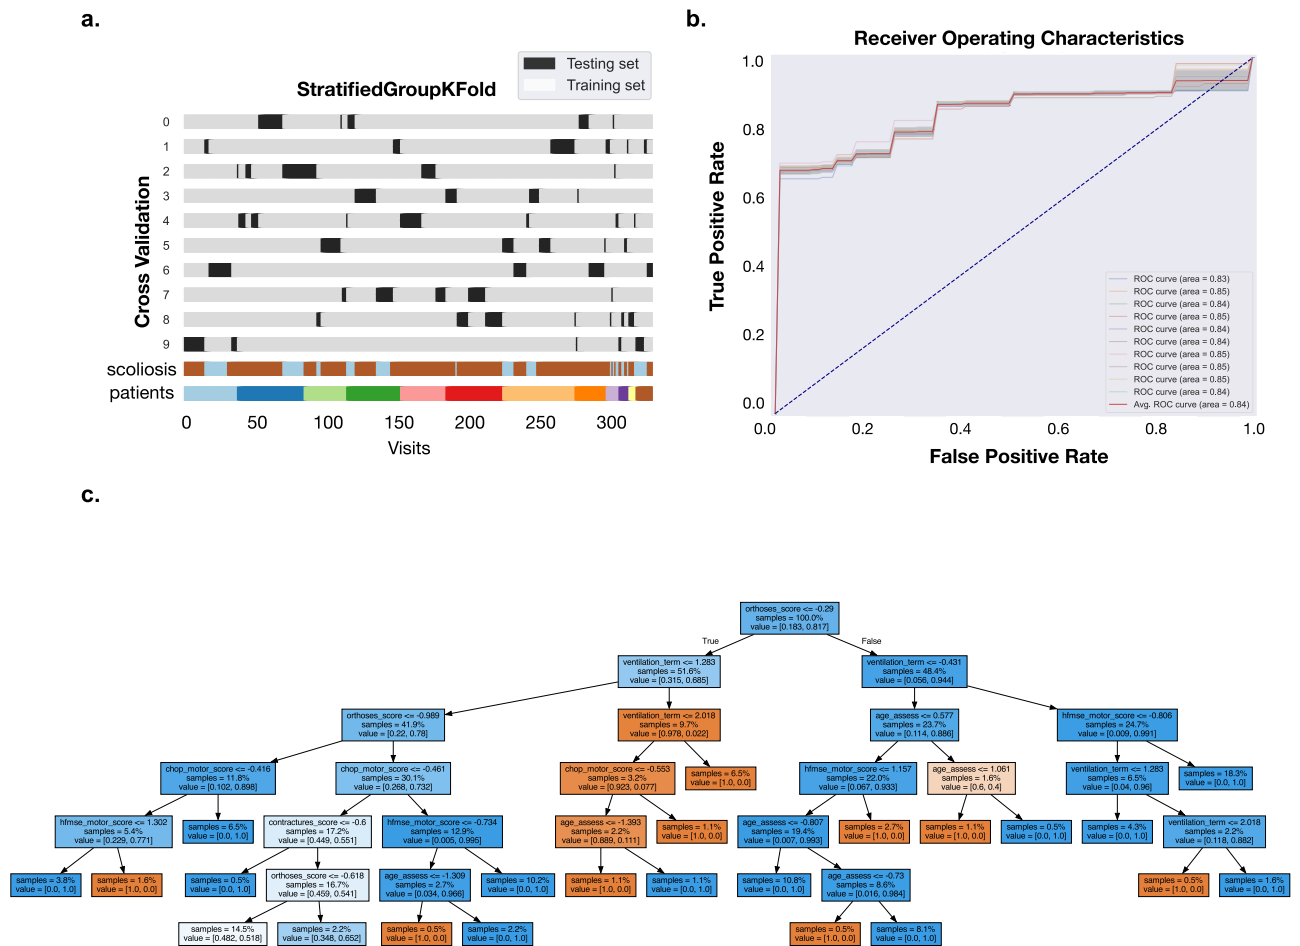 a.
StratifiedGroupKFold
Testing set
Training set
Cross Validation
0
1
2
3
4
5
6
7
8
9
scoliosis
patients
0 50 100 150 200 250 300
Visits
b.
Receiver Operating Characteristics
True Positive Rate
1.0
0.8
0.6
0.4
0.2
0.0
ROC curve (area = 0.83)
ROC curve (area = 0.85)
ROC curve (area = 0.84)
ROC curve (area = 0.85)
ROC curve (area = 0.84)
ROC curve (area = 0.84)
ROC curve (area = 0.85)
ROC curve (area = 0.84)
ROC curve (area = 0.85)
ROC curve (area = 0.84)
Avg. ROC curve (area = 0.84)
0.0 0.2 0.4 0.6 0.8 1.0
False Positive Rate
c.
orthoses_score <= -0.29
samples = 100.0%
value = [0.183, 0.817]
True
False
ventilation_term <= 1.283
samples = 51.6%
value = [0.315, 0.685]
ventilation_term <= -0.431
samples = 48.4%
value = [0.056, 0.944]
orthoses_score <= -0.989
samples = 41.9%
value = [0.22, 0.78]
ventilation_term <= 2.018
samples = 9.7%
value = [0.978, 0.022]
age_assess <= 0.577
samples = 23.7%
value = [0.114, 0.886]
hfmse_motor_score <= -0.806
samples = 24.7%
value = [0.009, 0.991]
chop_motor_score <= -0.416
samples = 11.8%
value = [0.102, 0.898]
chop_motor_score <= -0.461
samples = 30.1%
value = [0.268, 0.732]
chop_motor_score <= -0.553
samples = 3.2%
value = [0.923, 0.077]
samples = 6.5%
value = [1.0, 0.0]
hfmse_motor_score <= 1.157
samples = 22.0%
value = [0.067, 0.933]
age_assess <= 1.061
samples = 1.6%
value = [0.6, 0.4]
ventilation_term <= 1.283
samples = 6.5%
value = [0.04, 0.96]
samples = 18.3%
value = [0.0, 1.0]
hfmse_motor_score <= 1.302
samples = 5.4%
value = [0.229, 0.771]
samples = 6.5%
value = [0.0, 1.0]
contractures_score <= -0.6
samples = 17.2%
value = [0.449, 0.551]
hfmse_motor_score <= -0.734
samples = 12.9%
value = [0.005, 0.995]
age_assess <= -1.393
samples = 2.2%
value = [0.889, 0.111]
samples = 1.1%
value = [1.0, 0.0]
age_assess <= -0.807
samples = 19.4%
value = [0.007, 0.993]
samples = 2.7%
value = [1.0, 0.0]
samples = 1.1%
value = [1.0, 0.0]
samples = 0.5%
value = [0.0, 1.0]
samples = 4.3%
value = [0.0, 1.0]
ventilation_term <= 2.018
samples = 2.2%
value = [0.118, 0.882]
samples = 3.8%
value = [0.0, 1.0]
samples = 1.6%
value = [1.0, 0.0]
samples = 0.5%
value = [0.0, 1.0]
orthoses_score <= -0.618
samples = 16.7%
value = [0.459, 0.541]
age_assess <= -1.309
samples = 2.7%
value = [0.034, 0.966]
samples = 10.2%
value = [0.0, 1.0]
samples = 1.1%
value = [1.0, 0.0]
samples = 1.1%
value = [0.0, 1.0]
samples = 10.8%
value = [0.0, 1.0]
age_assess <= -0.73
samples = 8.6%
value = [0.016, 0.984]
samples = 0.5%
value = [1.0, 0.0]
samples = 1.6%
value = [0.0, 1.0]
samples = 14.5%
value = [0.482, 0.518]
samples = 2.2%
value = [0.348, 0.652]
samples = 0.5%
value = [1.0, 0.0]
samples = 2.2%
value = [0.0, 1.0]
samples = 0.5%
value = [1.0, 0.0]
samples = 8.1%
value = [0.0, 1.0]